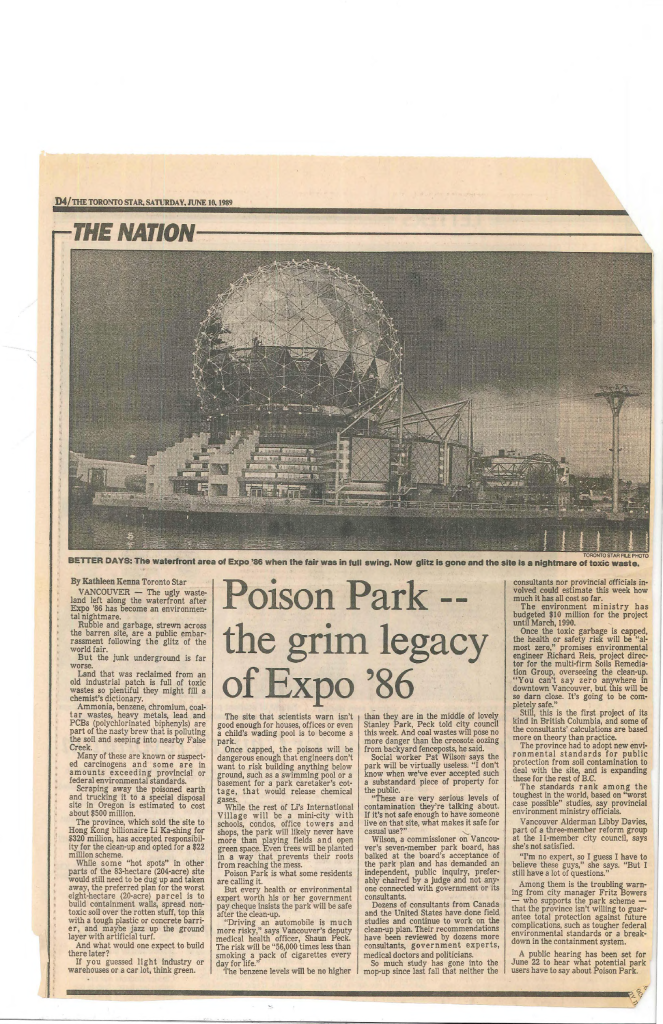 D4/THE TORONTO STAR, SATURDAY, JUNE 10, 1989
THE NATION
TORONTO STAR FILE PHOTO
BETTER DAYS: The waterfront area of Expo '86 when the fair was in full swing. Now glitz is gone and the site is a nightmare of toxic waste.
Poison Park --
the grim legacy
of Expo '86
By Kathleen Kenna Toronto Star
VANCOUVER — The ugly waste-
land left along the waterfront after
Expo '86 has become an environmen-
tal nightmare.
Rubble and garbage, strewn across
the barren site, are a public embar-
rassment following the glitz of the
world fair.
But the junk underground is far
worse.
Land that was reclaimed from an
old industrial patch is full of toxic
wastes so plentiful they might fill a
chemist's dictionary.
Ammonia, benzene, chromium, coal-
tar wastes, heavy metals, lead and
PCBs (polychlorinated biphenyls) are
part of the nasty brew that is polluting
the soil and seeping into nearby False
Creek.
Many of these are known or suspect-
ed carcinogens and some are in
amounts exceeding provincial or
federal environmental standards.
Scraping away the poisoned earth
and trucking it to a special disposal
site in Oregon is estimated to cost
about $500 million.
The province, which sold the site to
Hong Kong billionaire Li Ka-shing for
$320 million, has accepted responsibil-
ity for the clean-up and opted for a $22
million scheme.
While some "hot spots" in other
parts of the 83-hectare (204-acre) site
would still need to be dug up and taken
away, the preferred plan for the worst
eight-hectare (20-acre) parcel is to
build containment walls, spread non-
toxic soil over the rotten stuff, top this
with a tough plastic or concrete barri-
er, and maybe jazz up the ground
layer with artificial turf.
And what would one expect to build
there later?
If you guessed light industry or
warehouses or a car lot, think green.
The site that scientists warn isn't
good enough for houses, offices or even
a child's wading pool is to become a
park.
Once capped, the poisons will be
dangerous enough that engineers don't
want to risk building anything below
ground, such as a swimming pool or a
basement for a park caretaker's cot-
tage, that would release chemical
gases.
While the rest of Li's International
Village will be a mini-city with
schools, condos, office towers and
shops, the park will likely never have
more than playing fields and open
green space. Even trees will be planted
in a way that prevents their roots
from reaching the mess.
Poison Park is what some residents
are calling it.
But every health or environmental
expert worth his or her government
pay cheque insists the park will be safe
after the clean-up.
"Driving an automobile is much
more risky," says Vancouver's deputy
medical health officer, Shaun Peck.
The risk will be "56,000 times less than
smoking a pack of cigarettes every
day for life."
The benzene levels will be no higher
than they are in the middle of lovely
Stanley Park, Peck told city council
this week. And coal wastes will pose no
more danger than the creosote oozing
from backyard fenceposts, he said.
Social worker Pat Wilson says the
park will be virtually useless. "I don't
know when we've ever accepted such
a substandard piece of property for
the public.
"These are very serious levels of
contamination they're talking about.
If it's not safe enough to have someone
live on that site, what makes it safe for
casual use?"
Wilson, a commissioner on Vancou-
ver's seven-member park board, has
balked at the board's acceptance of
the park plan and has demanded an
independent, public inquiry, prefer-
ably chaired by a judge and not any-
one connected with government or its
consultants.
Dozens of consultants from Canada
and the United States have done field
studies and continue to work on the
clean-up plan. Their recommendations
have been reviewed by dozens more
consultants, government experts,
medical doctors and politicians.
So much study has gone into the
mop-up since last fall that neither the
consultants nor provincial officials in-
volved could estimate this week how
much it has all cost so far.
The environment ministry has
budgeted $10 million for the project
until March, 1990.
Once the toxic garbage is capped,
the health or safety risk will be "al-
most zero," promises environmental
engineer Richard Reis, project direc-
tor for the multi-firm Soils Remedia-
tion Group, overseeing the clean-up.
"You can't say zero anywhere in
downtown Vancouver, but this will be
so darn close. It's going to be com-
pletely safe."
Still, this is the first project of its
kind in British Columbia, and some of
the consultants' calculations are based
more on theory than practice.
The province had to adopt new envi-
ronmental standards for public
protection from soil contamination to
deal with the site, and is expanding
these for the rest of B.C.
The standards rank among the
toughest in the world, based on "worst
case possible" studies, say provincial
environment ministry officials.
Vancouver Alderman Libby Davies,
part of a three-member reform group
at the 11-member city council, says
she's not satisfied.
"I'm no expert, so I guess I have to
believe these guys," she says. "But I
still have a lot of questions."
Among them is the troubling warn-
ing from city manager Fritz Bowers
— who supports the park scheme —
that the province isn't willing to guar-
antee total protection against future
complications, such as tougher federal
environmental standards or a break-
down in the containment system.
A public hearing has been set for
June 22 to hear what potential park
users have to say about Poison Park.